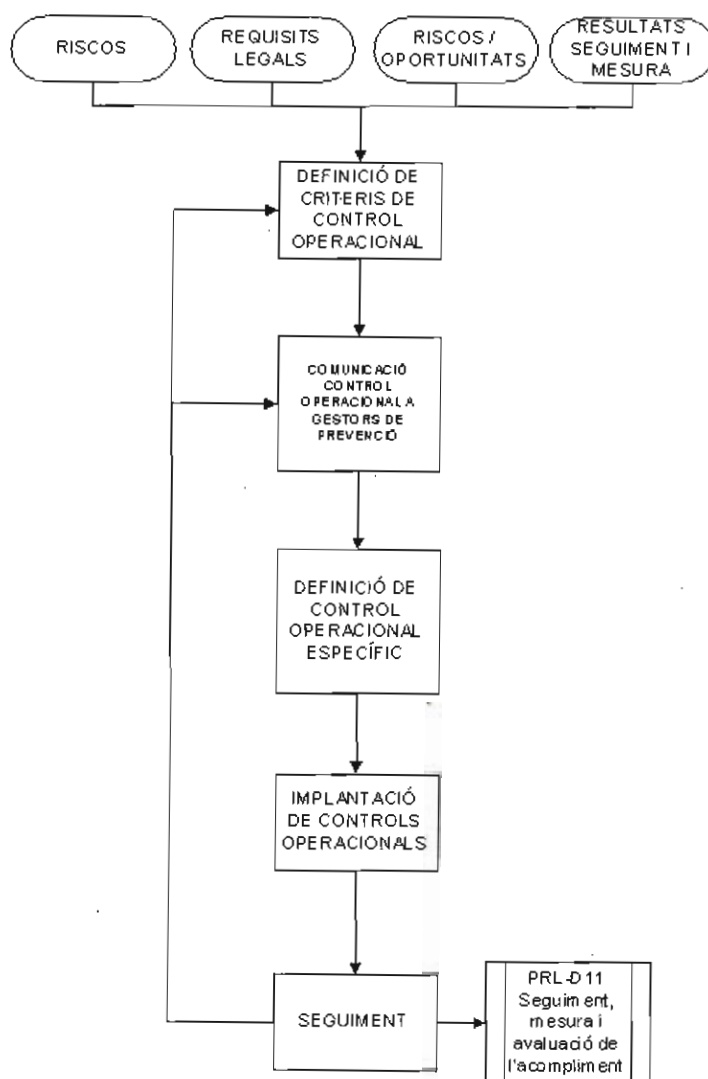 RISCOS
REQUISITS
LEGALS
RISCOS /
OPORTUNITATS
RESULTATS
SEGUIMENT I
MESURA
DEFINICIÓ DE
CRITERIS DE
CONTROL
OPERACIONAL
COMUNICACIÓ
CONTROL
OPERACIONAL A
GESTORS DE
PREVENCIÓ
DEFINICIÓ DE
CONTROL
OPERACIONAL
ESPECÍFIC
IMPLANTACIÓ
DE CONTROLS
OPERACIONALS
SEGUIMENT
PRL-D11
Seguiment,
mesura i
avaluació de
l'acompliment